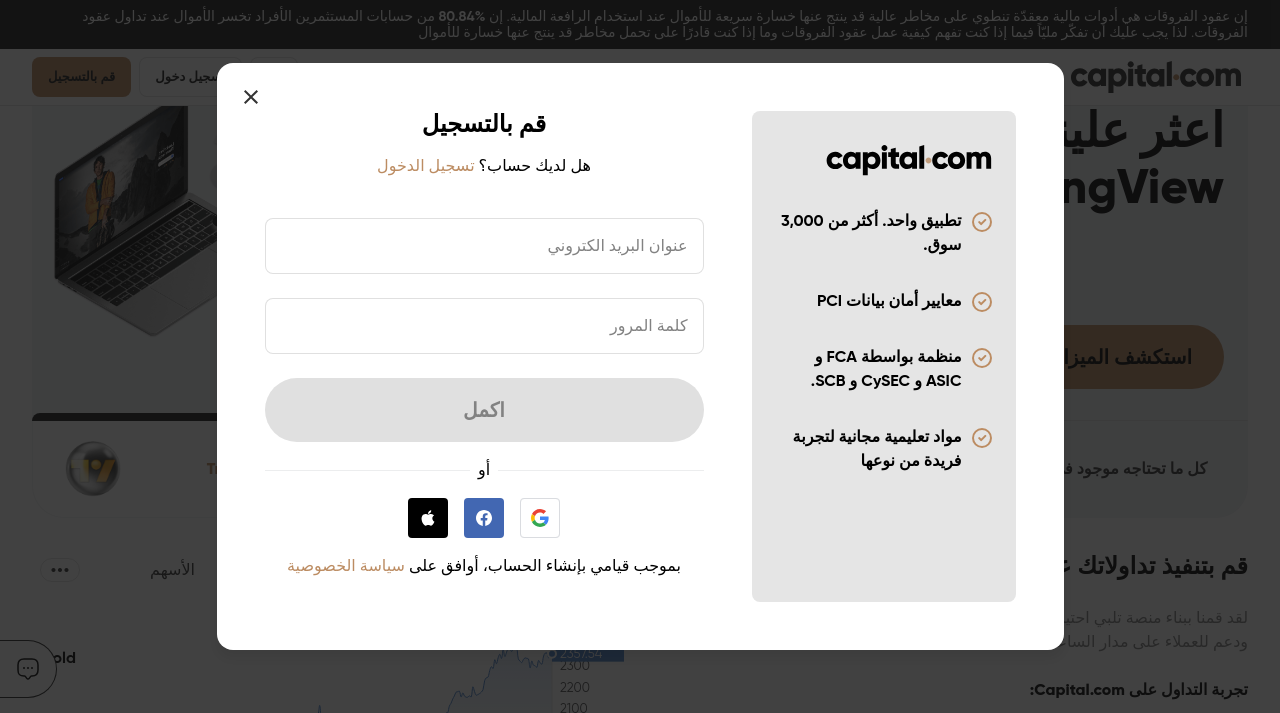 إن عقود الفروقات هي أدوات مالية معقدّة تنطوي على مخاطر عالية قد ينتج عنها خسارة سريعة للأموال عند استخدام الرافعة المالية. إن 80.84% من حسابات المستثمرين الأفراد تخسر الأموال عند تداول عقود
الفروقات. لذا يجب عليك أن تفكّر مليّاً فيما إذا كنت تفهم كيفية عمل عقود الفروقات وما إذا كنت قادرًا على تحمل مخاطر قد ينتج عنها خسارة للأموال
capital.com
تسجيل دخول
قم بالتسجيل
اعثر علينا
ngView
استكشف الميزا
كل ما تحتاجه موجود
قم بتنفيذ تداولاتك
الأسهم
لقد قمنا ببناء منصة تلبي
ودعم للعملاء على مدار
تجربة التداول على Capital.com:
old
2357.54
2300
2200
2100
قم بالتسجيل
هل لديك حساب؟ تسجيل الدخول
عنوان البريد الكتروني
كلمة المرور
اكمل
أو
بموجب قيامي بإنشاء الحساب، أوافق على سياسة الخصوصية
capital.com
تطبيق واحد. أكثر من 3,000
سوق.
معايير أمان بيانات PCI
منظمة بواسطة FCA و
ASIC و CySEC و SCB.
مواد تعليمية مجانية لتجربة
فريدة من نوعها